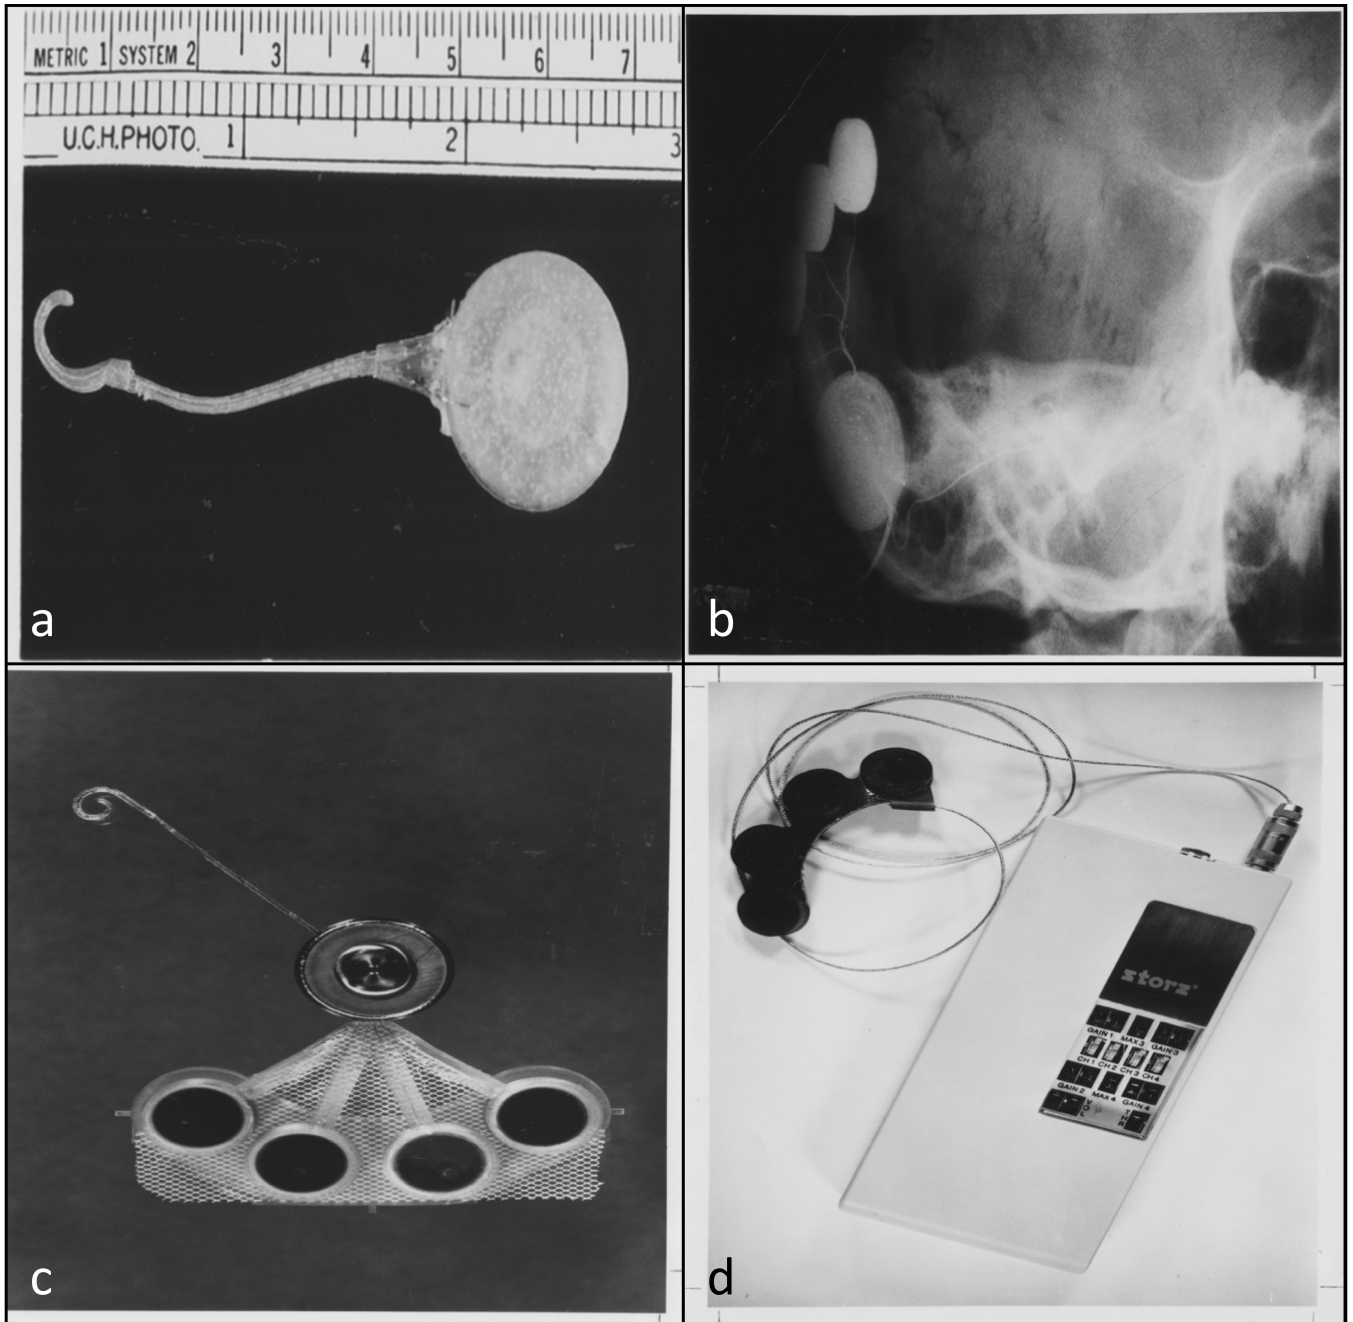 METRIC 1 SYSTEM 2 3 4 5 6 7
U.C.H.PHOTO. 1 2 3
a
b
storz
GAIN 1 MAX 3 GAIN 3
CH 1 CH 2 CH 3 CH 4
GAIN 2 MAX 4 GAIN 4
c
d